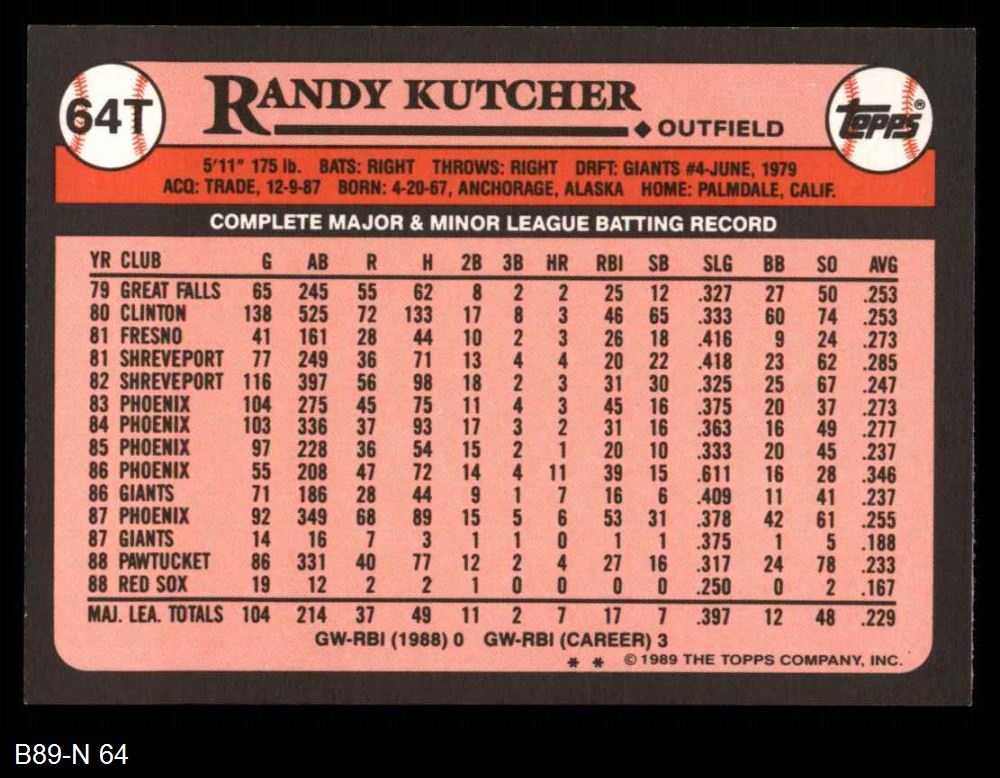 64T
RANDY KUTCHER
◆ OUTFIELD
Topps®
5'11" 175 lb. BATS: RIGHT THROWS: RIGHT DRFT: GIANTS #4-JUNE, 1979
ACQ: TRADE, 12-9-87 BORN: 4-20-67, ANCHORAGE, ALASKA HOME: PALMDALE, CALIF.
COMPLETE MAJOR & MINOR LEAGUE BATTING RECORD
YR CLUB G AB R H 2B 3B HR RBI SB SLG BB SO AVG
79 GREAT FALLS 65 245 55 62 8 2 2 25 12 .327 27 50 .253
80 CLINTON 138 525 72 133 17 8 3 46 65 .333 60 74 .253
81 FRESNO 41 161 28 44 10 2 3 26 18 .416 9 24 .273
81 SHREVEPORT 77 249 36 71 13 4 4 20 22 .418 23 62 .285
82 SHREVEPORT 116 397 56 98 18 2 3 31 30 .325 25 67 .247
83 PHOENIX 104 275 45 75 11 4 3 45 16 .375 20 37 .273
84 PHOENIX 103 336 37 93 17 3 2 31 16 .363 16 49 .277
85 PHOENIX 97 228 36 54 15 2 1 20 10 .333 20 45 .237
86 PHOENIX 55 208 47 72 14 4 11 39 15 .611 16 28 .346
86 GIANTS 71 186 28 44 9 1 7 16 6 .409 11 41 .237
87 PHOENIX 92 349 68 89 15 5 6 53 31 .378 42 61 .255
87 GIANTS 14 16 7 3 1 1 0 1 1 .375 1 5 .188
88 PAWTUCKET 86 331 40 77 12 2 4 27 16 .317 24 78 .233
88 RED SOX 19 12 2 2 1 0 0 0 0 .250 0 2 .167
MAJ. LEA. TOTALS 104 214 37 49 11 2 7 17 7 .397 12 48 .229
GW-RBI (1988) 0 GW-RBI (CAREER) 3
* * © 1989 THE TOPPS COMPANY, INC.
B89-N 64